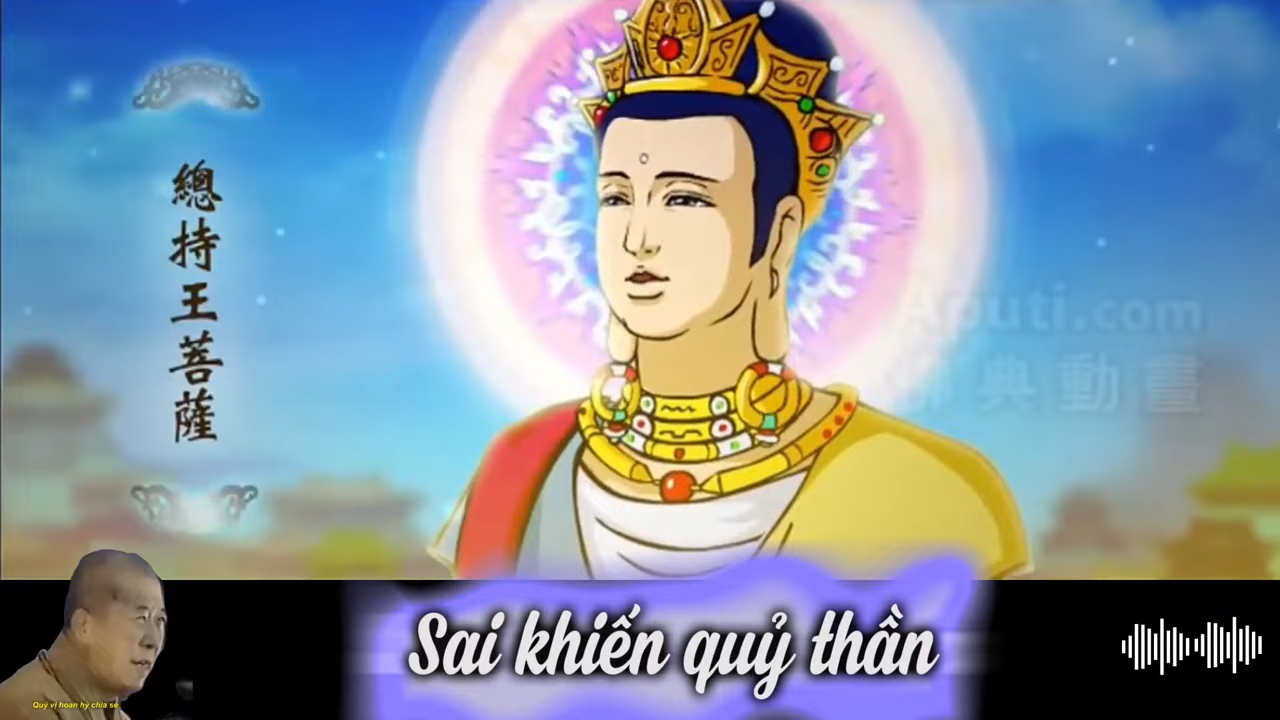 總持王菩薩
Aputi.com
佛典動畫
Sai khiến quỷ thần
Quý vị hoan hỷ chia sẻ